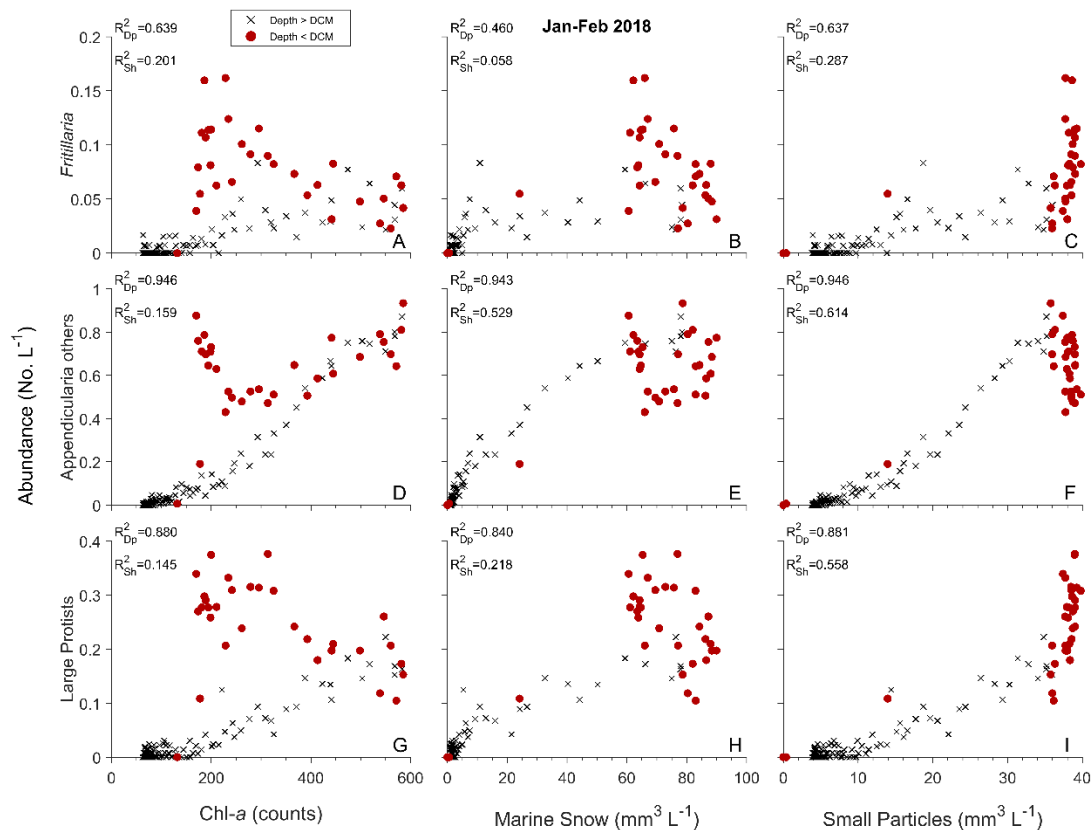 Jan-Feb 2018
× Depth > DCM
● Depth < DCM
R²Dp=0.639
R²Sh=0.201
R²Dp=0.460
R²Sh=0.058
R²Dp=0.637
R²Sh=0.287
0.2
0.15
0.1
0.05
0
Fritillaria
A
B
C
R²Dp=0.946
R²Sh=0.159
R²Dp=0.943
R²Sh=0.529
R²Dp=0.946
R²Sh=0.614
1
0.8
0.6
0.4
0.2
0
Abundance (No. L⁻¹)
Appendicularia others
D
E
F
R²Dp=0.880
R²Sh=0.145
R²Dp=0.840
R²Sh=0.218
R²Dp=0.881
R²Sh=0.558
0.4
0.3
0.2
0.1
0
Large Protists
G
H
I
0 200 400 600
0 20 40 60 80 100
0 10 20 30 40
Chl-a (counts)
Marine Snow (mm³ L⁻¹)
Small Particles (mm³ L⁻¹)